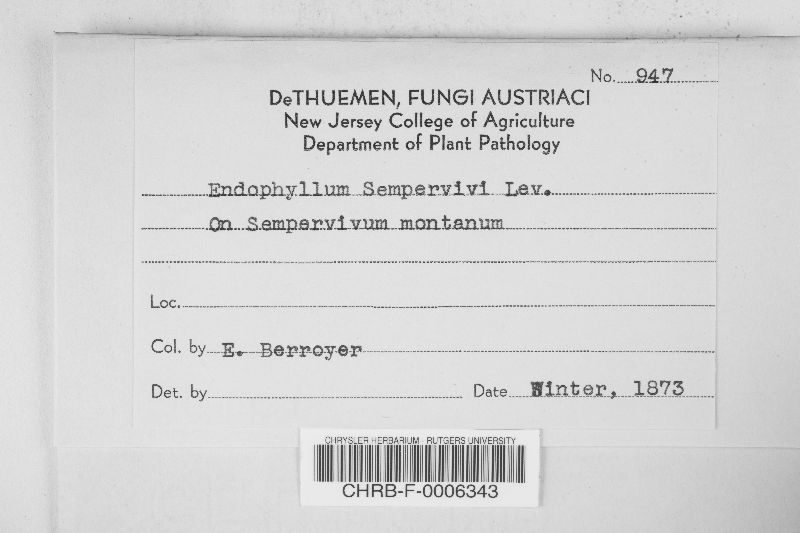 No. 947
DeTHUEMEN, FUNGI AUSTRIACI
New Jersey College of Agriculture
Department of Plant Pathology
Endophyllum Sempervivi Lev.
On Sempervivum montanum
Loc.
Col. by E. Berroyer
Det. by Date Winter, 1873
CHRYSLER HERBARIUM - RUTGERS UNIVERSITY
CHRB-F-0006343